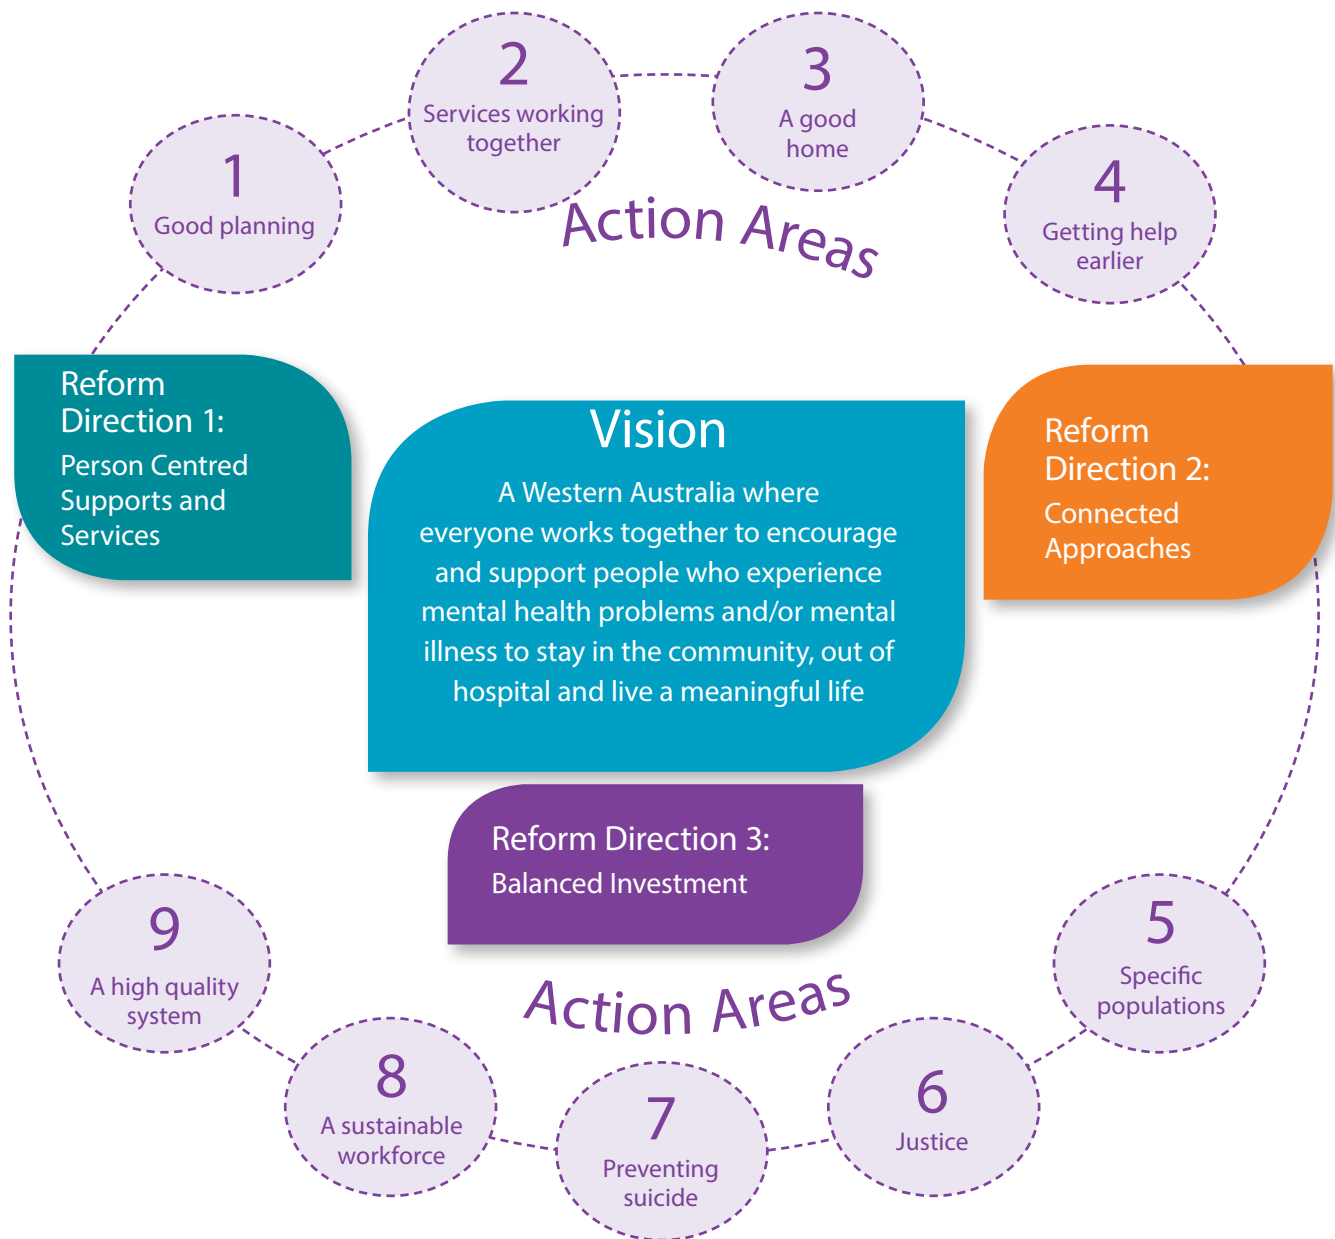 2
Services working
together
3
A good
home
1
Good planning
4
Getting help
earlier
Action Areas
Reform
Direction 1:
Person Centred
Supports and
Services
Vision
A Western Australia where
everyone works together to encourage
and support people who experience
mental health problems and/or mental
illness to stay in the community, out of
hospital and live a meaningful life
Reform
Direction 2:
Connected
Approaches
Reform Direction 3:
Balanced Investment
9
A high quality
system
5
Specific
populations
Action Areas
8
A sustainable
workforce
7
Preventing
suicide
6
Justice